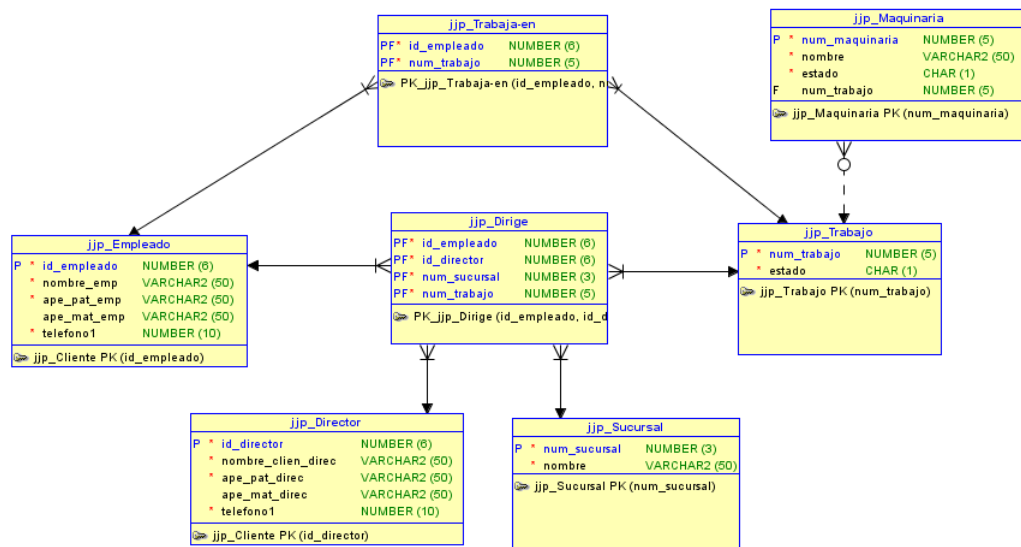 jjp_Trabaja-en
PF* id_empleado NUMBER (6)
PF* num_trabajo NUMBER (5)
PK_jjp_Trabaja-en (id_empleado, n
jjp_Maquinaria
P * num_maquinaria NUMBER (5)
* nombre VARCHAR2 (50)
* estado CHAR (1)
F num_trabajo NUMBER (5)
jjp_Maquinaria PK (num_maquinaria)
jjp_Empleado
P * id_empleado NUMBER (6)
* nombre_emp VARCHAR2 (50)
* ape_pat_emp VARCHAR2 (50)
ape_mat_emp VARCHAR2 (50)
* telefono1 NUMBER (10)
jjp_Cliente PK (id_empleado)
jjp_Dirige
PF* id_empleado NUMBER (6)
PF* id_director NUMBER (6)
PF* num_sucursal NUMBER (3)
PF* num_trabajo NUMBER (5)
PK_jjp_Dirige (id_empleado, id_d
jjp_Trabajo
P * num_trabajo NUMBER (5)
* estado CHAR (1)
jjp_Trabajo PK (num_trabajo)
jjp_Director
P * id_director NUMBER (6)
* nombre_clien_direc VARCHAR2 (50)
* ape_pat_direc VARCHAR2 (50)
ape_mat_direc VARCHAR2 (50)
* telefono1 NUMBER (10)
jjp_Cliente PK (id_director)
jjp_Sucursal
P * num_sucursal NUMBER (3)
* nombre VARCHAR2 (50)
jjp_Sucursal PK (num_sucursal)